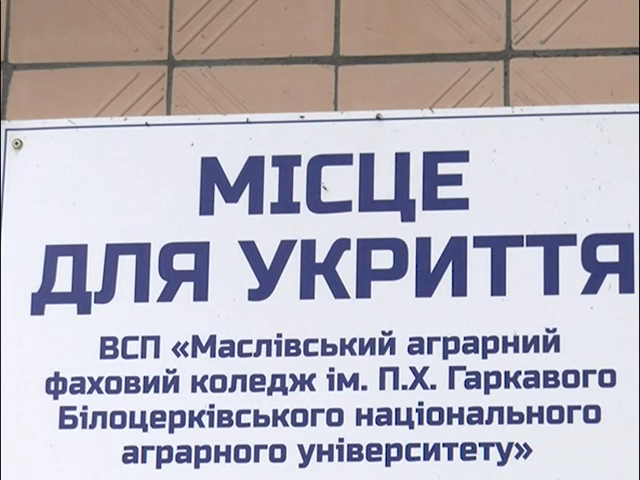 МІСЦЕ
ДЛЯ УКРИТТЯ
ВСП «Маслівський аграрний
фаховий коледж ім. П.Х. Гаркавого
Білоцерківського національного
аграрного університету»